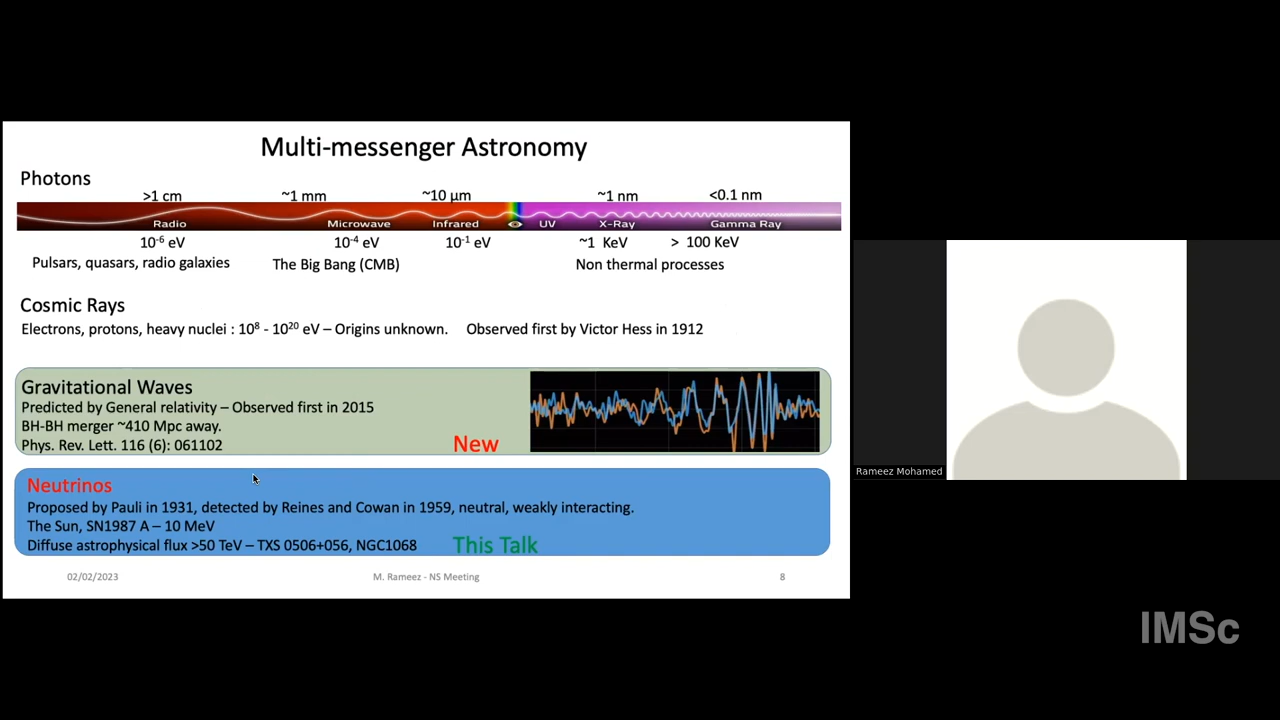 Multi-messenger Astronomy
Photons
>1 cm ~1 mm ~10 µm ~1 nm <0.1 nm
Radio Microwave Infrared UV X-Ray Gamma Ray
10⁻⁶ eV 10⁻⁴ eV 10⁻¹ eV ~1 KeV > 100 KeV
Pulsars, quasars, radio galaxies The Big Bang (CMB) Non thermal processes
Cosmic Rays
Electrons, protons, heavy nuclei : 10⁸ - 10²⁰ eV – Origins unknown. Observed first by Victor Hess in 1912
Gravitational Waves
Predicted by General relativity – Observed first in 2015
BH-BH merger ~410 Mpc away.
Phys. Rev. Lett. 116 (6): 061102 New
Neutrinos
Proposed by Pauli in 1931, detected by Reines and Cowan in 1959, neutral, weakly interacting.
The Sun, SN1987 A – 10 MeV
Diffuse astrophysical flux >50 TeV – TXS 0506+056, NGC1068 This Talk
02/02/2023 M. Rameez - NS Meeting 8
Rameez Mohamed
IMSc